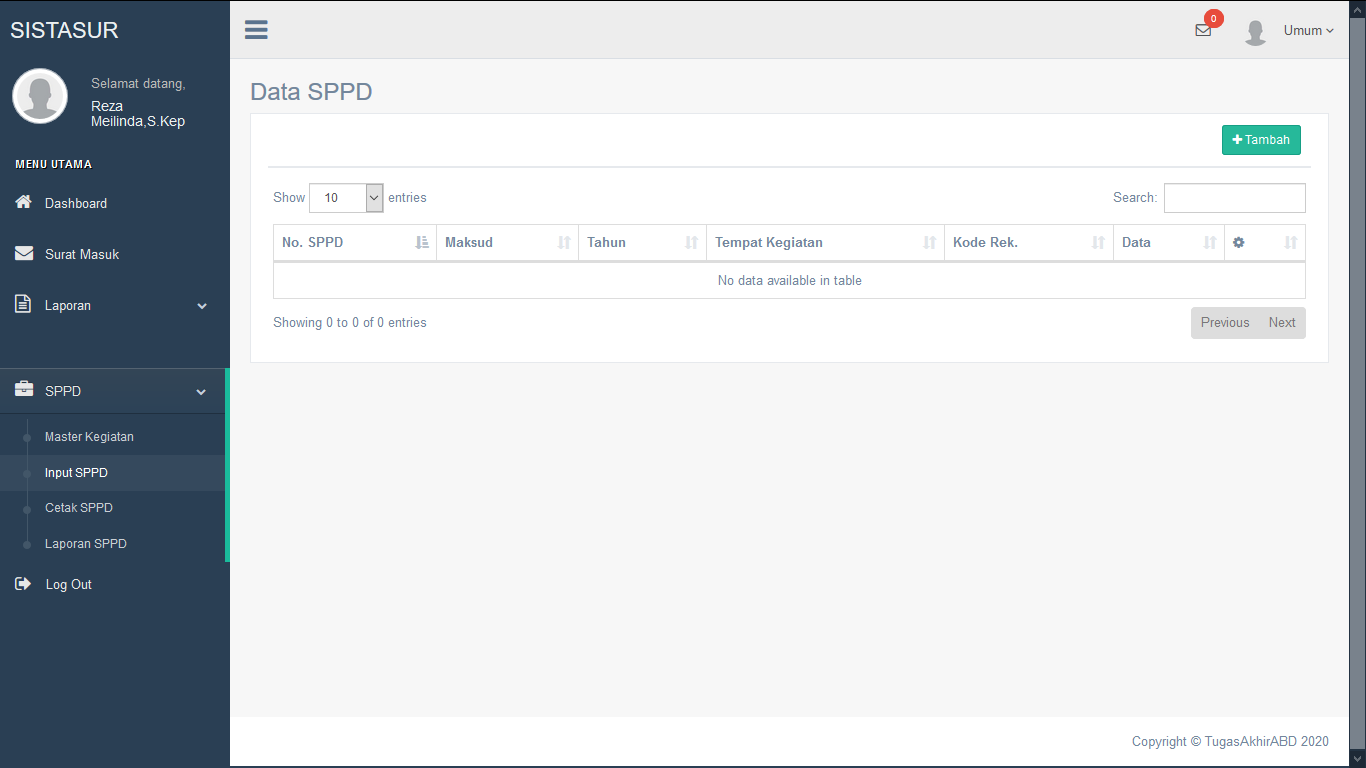 SISTASUR
Selamat datang,
Reza
Meilinda,S.Kep
MENU UTAMA
Dashboard
Surat Masuk
Laporan
SPPD
Master Kegiatan
Input SPPD
Cetak SPPD
Laporan SPPD
Log Out
0
Umum
Data SPPD
Tambah
Show 10 entries
Search:
No. SPPD Maksud Tahun Tempat Kegiatan Kode Rek. Data
No data available in table
Showing 0 to 0 of 0 entries
Previous Next
Copyright © TugasAkhirABD 2020